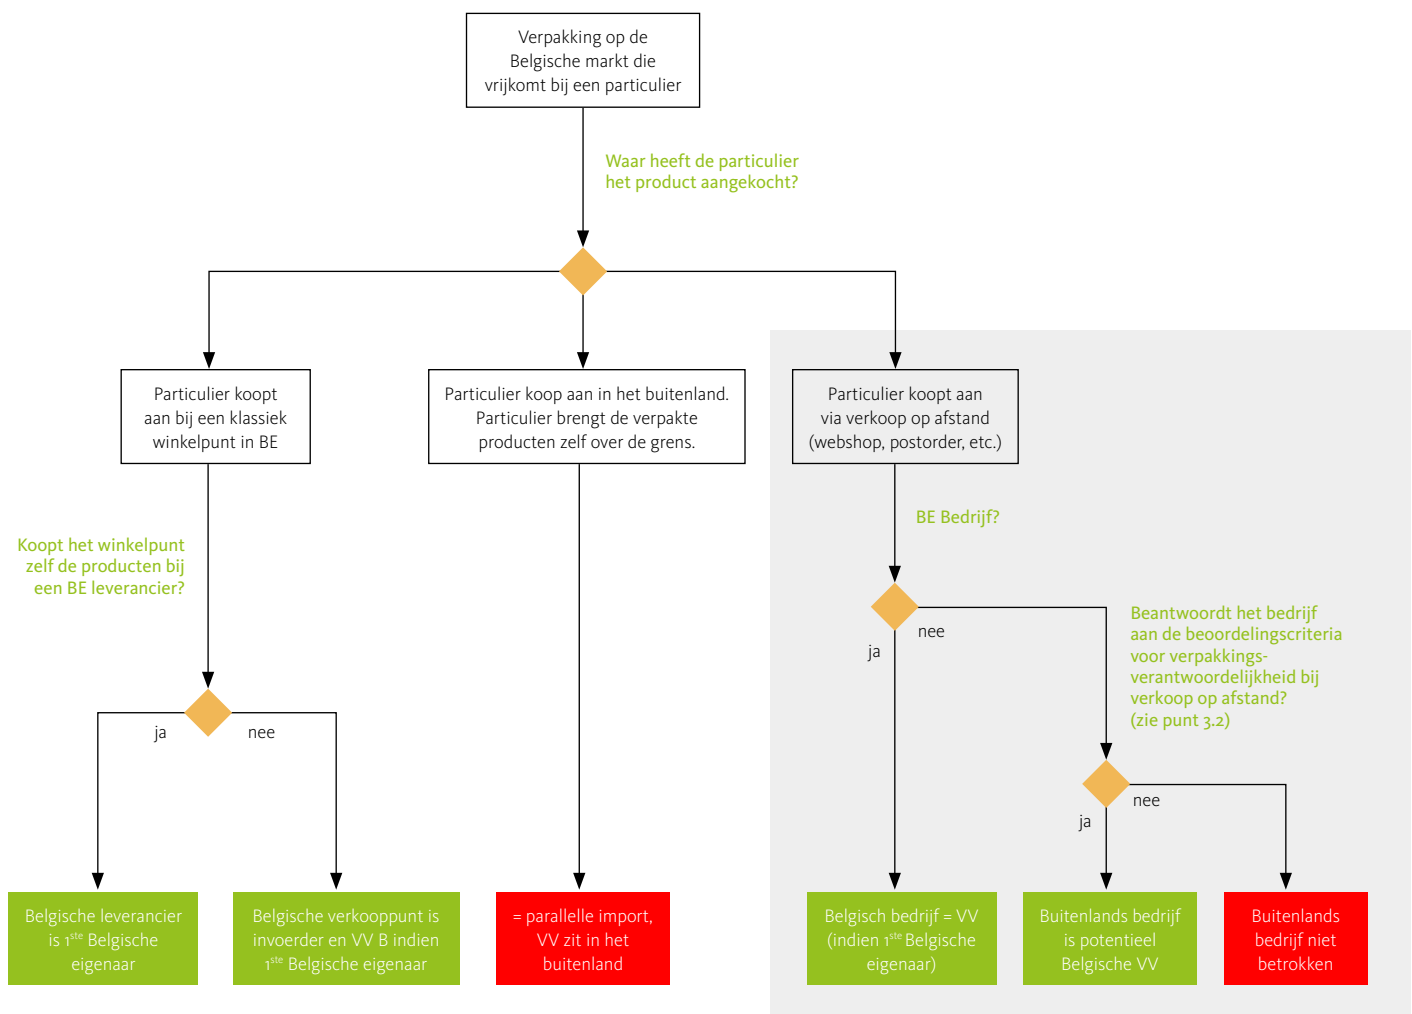 Verpakking op de
Belgische markt die
vrijkomt bij een particulier
Waar heeft de particulier
het product aangekocht?
Particulier koopt
aan bij een klassiek
winkelpunt in BE
Particulier koop aan in het buitenland.
Particulier brengt de verpakte
producten zelf over de grens.
Particulier koopt aan
via verkoop op afstand
(webshop, postorder, etc.)
Koopt het winkelpunt
zelf de producten bij
een BE leverancier?
BE Bedrijf?
ja
nee
Beantwoordt het bedrijf
aan de beoordelingscriteria
voor verpakkings-
verantwoordelijkheid bij
verkoop op afstand?
(zie punt 3.2)
ja
nee
ja
nee
Belgische leverancier
is 1ste Belgische
eigenaar
Belgische verkooppunt is
invoerder en VV B indien
1ste Belgische eigenaar
= parallelle import,
VV zit in het
buitenland
Belgisch bedrijf = VV
(indien 1ste Belgische
eigenaar)
Buitenlands bedrijf
is potentieel
Belgische VV
Buitenlands
bedrijf niet
betrokken